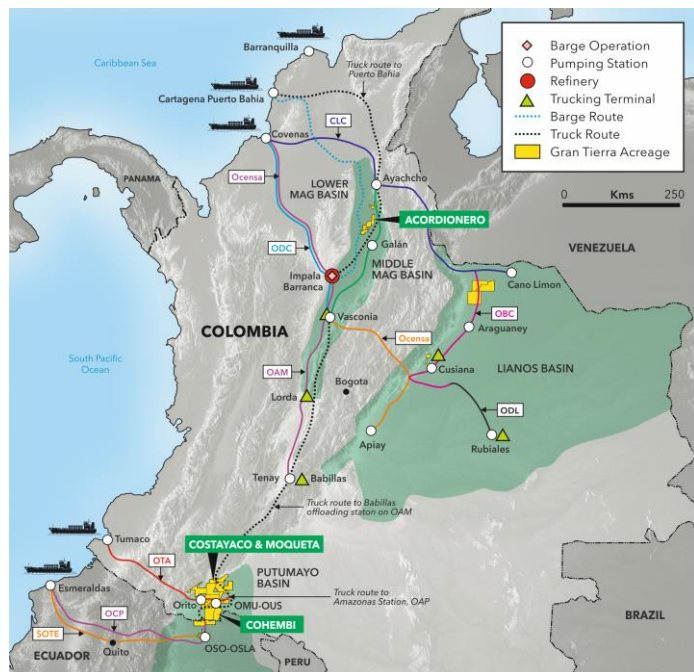 Caribbean Sea
Barranquilla
Truck route to
Puerto Bahia
Cartagena Puerto Bahía
Covenas
CLC
Barge Operation
Pumping Station
Refinery
Trucking Terminal
Barge Route
Truck Route
Gran Tierra Acreage
0
Kms
250
PANAMA
Ocensa
LOWER
MAG BASIN
Ayachcho
ACORDIONERO
VENEZUELA
ODC
Galán
MIDDLE
MAG BASIN
Impala
Barranca
Cano Limon
COLOMBIA
Vasconia
OBC
Araguaney
Ocensa
South Pacific
Ocean
OAM
Cusiana
LIANOS BASIN
Bogota
Lorda
ODL
Apiay
Rubiales
Tenay
Babillas
Truck route to Babillas
offloading staton on OAM
Tumaco
COSTAYACO & MOQUETA
OTA
PUTUMAYO
BASIN
Esmeraldas
Truck route to
Amazonas Station, OAP
Orito
OMU-OUS
OCP
SOTE
COHEMBI
Quito
OSO-OSLA
ECUADOR
PERU
BRAZIL